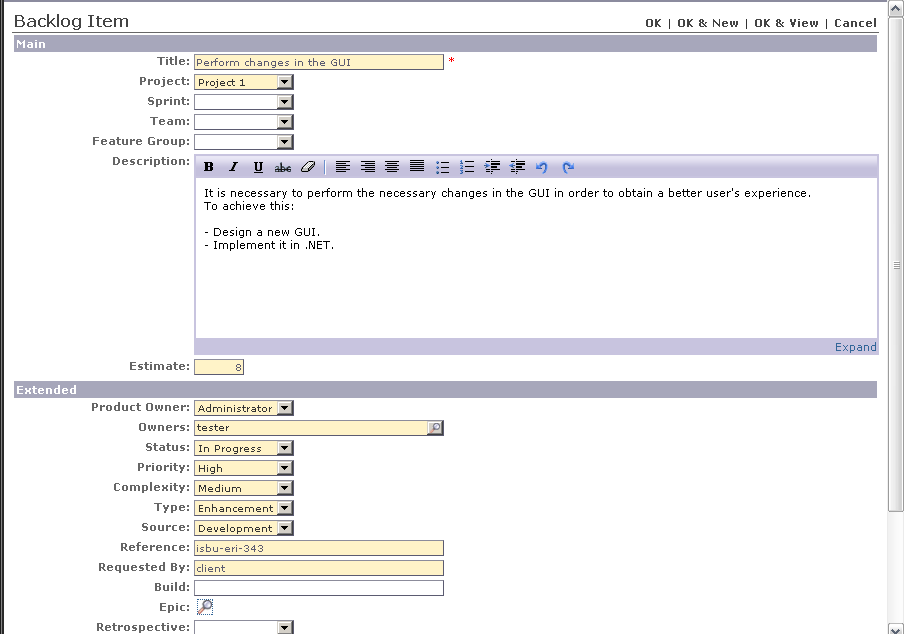 Backlog Item
OK | OK & New | OK & View | Cancel
Main
Title: Perform changes in the GUI *
Project: Project 1
Sprint:
Team:
Feature Group:
Description: B I U abc
It is necessary to perform the necessary changes in the GUI in order to obtain a better user's experience.
To achieve this:
- Design a new GUI.
- Implement it in .NET.
Expand
Estimate: 8
Extended
Product Owner: Administrator
Owners: tester
Status: In Progress
Priority: High
Complexity: Medium
Type: Enhancement
Source: Development
Reference: isbu-eri-343
Requested By: client
Build:
Epic:
Retrospective: